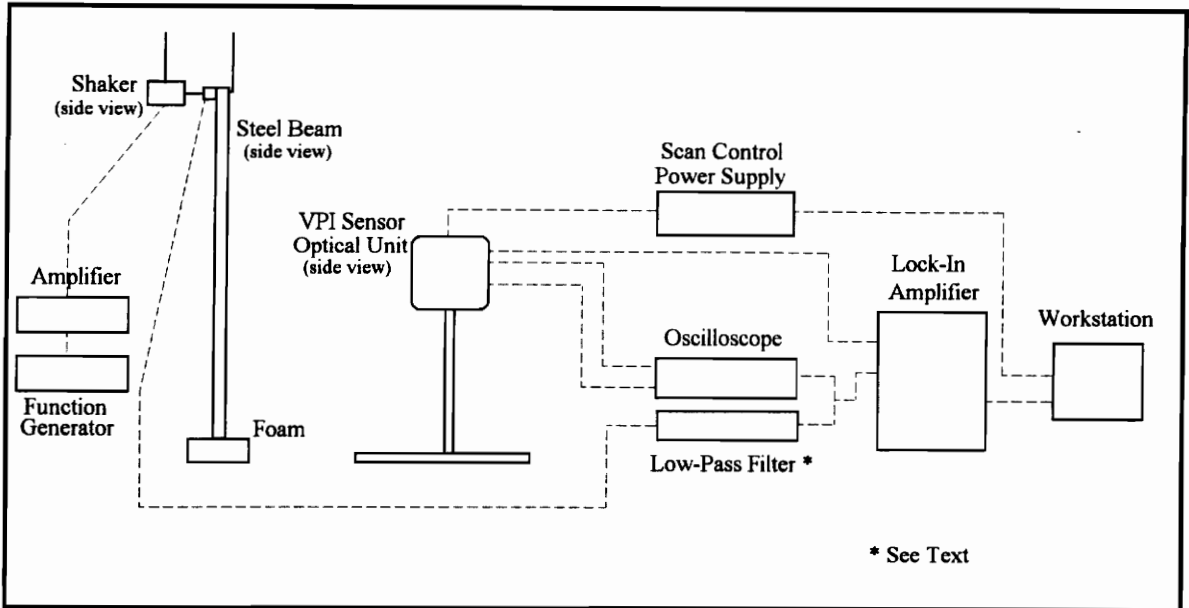 Shaker
(side view)
Steel Beam
(side view)
Scan Control
Power Supply
VPI Sensor
Optical Unit
(side view)
Amplifier
Lock-In
Amplifier
Workstation
Oscilloscope
Function
Generator
Foam
Low-Pass Filter *
* See Text